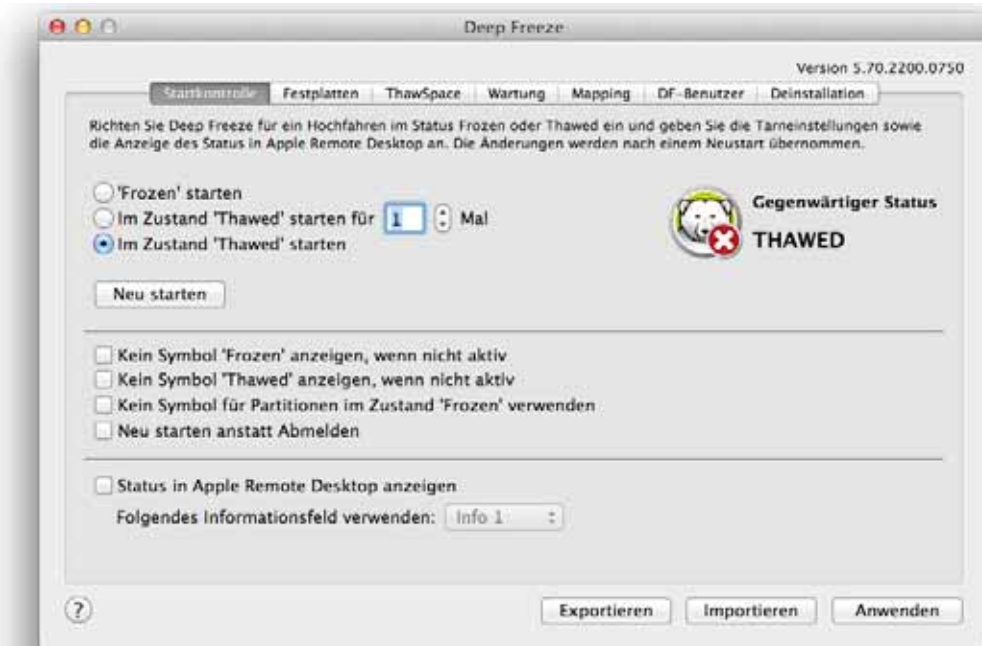 Deep Freeze
Version 5.70.2200.0750
Startkontrolle Festplatten ThawSpace Wartung Mapping DF-Benutzer Deinstallation
Richten Sie Deep Freeze für ein Hochfahren im Status Frozen oder Thawed ein und geben Sie die Tarneinstellungen sowie
die Anzeige des Status in Apple Remote Desktop an. Die Änderungen werden nach einem Neustart übernommen.
'Frozen' starten
Im Zustand 'Thawed' starten für 1 Mal
Im Zustand 'Thawed' starten
Gegenwärtiger Status
THAWED
Neu starten
Kein Symbol 'Frozen' anzeigen, wenn nicht aktiv
Kein Symbol 'Thawed' anzeigen, wenn nicht aktiv
Kein Symbol für Partitionen im Zustand 'Frozen' verwenden
Neu starten anstatt Abmelden
Status in Apple Remote Desktop anzeigen
Folgendes Informationsfeld verwenden: Info 1
? Exportieren Importieren Anwenden